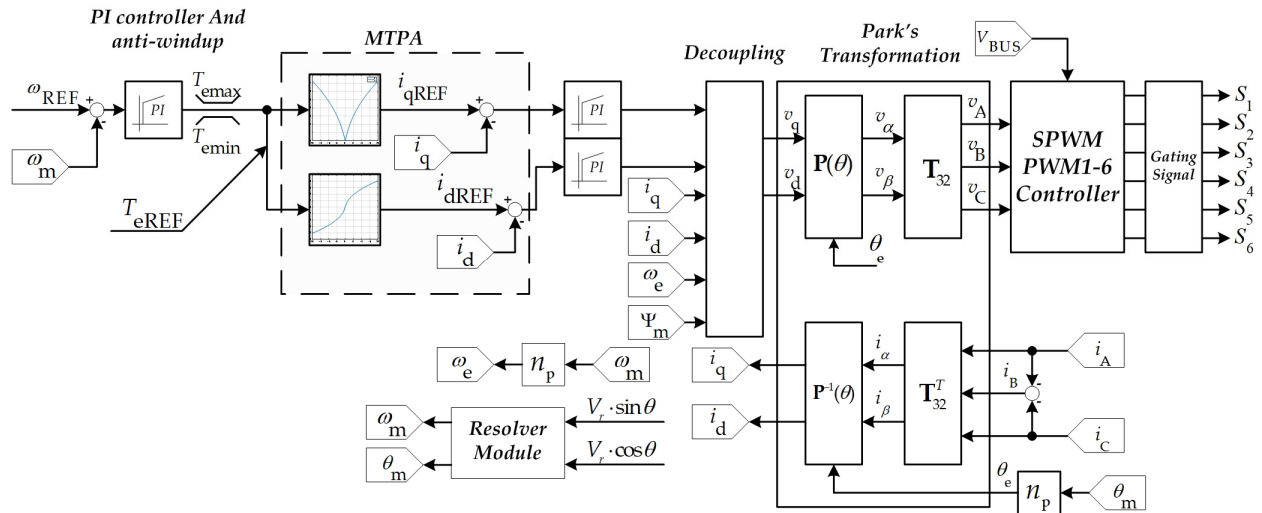 PI controller And
anti-windup
MTPA
Decoupling
Park's
Transformation
V_BUS
ω_REF
+
-
ω_m
PI
T_emax
T_emin
T_eREF
i_qREF
+
-
i_q
i_dREF
+
-
i_d
PI
PI
i_q
i_d
ω_e
Ψ_m
v_q
v_d
P(θ)
θ_e
v_α
v_β
T_32
v_A
v_B
v_C
SPWM
PWM1-6
Controller
Gating
Signal
S_1
S_2
S_3
S_4
S_5
S_6
ω_e
n_p
ω_m
i_q
i_d
P⁻¹(θ)
i_α
i_β
T_32^T
i_B
-
-
i_A
i_C
ω_m
θ_m
Resolver
Module
V_r·sinθ
V_r·cosθ
θ_e
n_p
θ_m